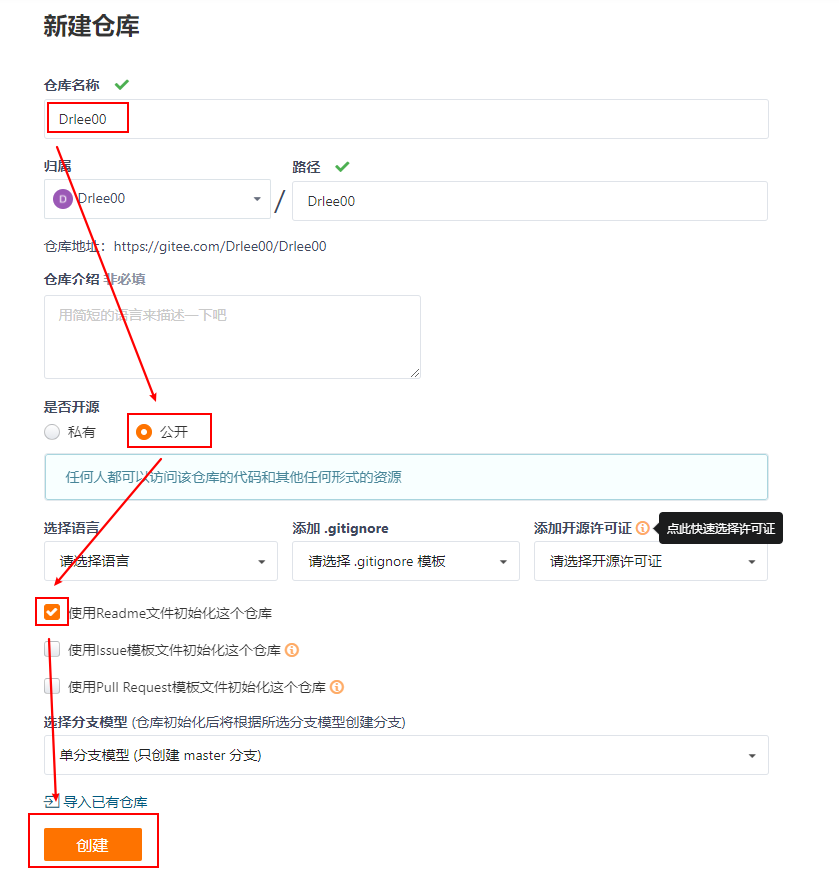 新建仓库
仓库名称
Drlee00
归属 路径
D Drlee00 / Drlee00
仓库地址：https://gitee.com/Drlee00/Drlee00
仓库介绍 非必填
用简短的语言来描述一下吧
是否开源
私有 公开
任何人都可以访问该仓库的代码和其他任何形式的资源
选择语言 添加 .gitignore 添加开源许可证 点此快速选择许可证
请选择语言 请选择 .gitignore 模板 请选择开源许可证
使用Readme文件初始化这个仓库
使用Issue模板文件初始化这个仓库
使用Pull Request模板文件初始化这个仓库
选择分支模型 (仓库初始化后将根据所选分支模型创建分支)
单分支模型 (只创建 master 分支)
导入已有仓库
创建